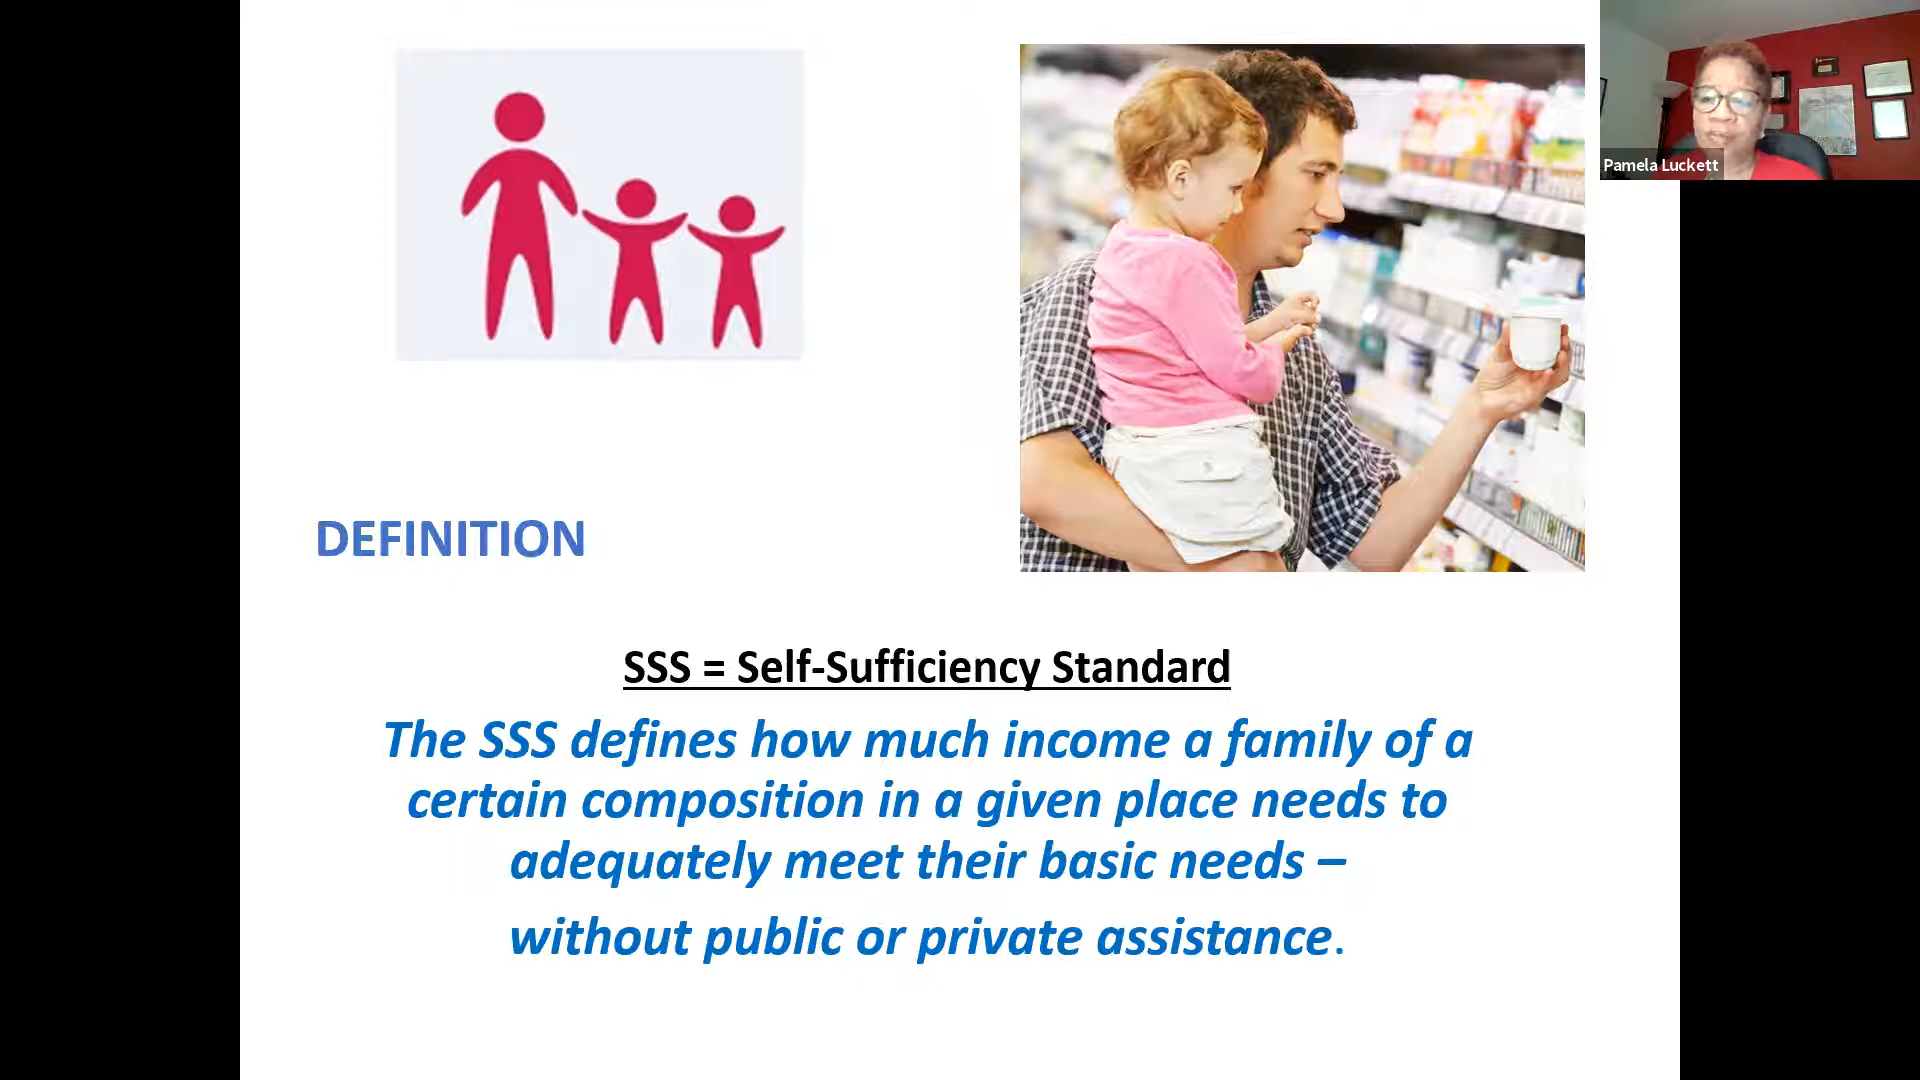 Pamela Luckett
DEFINITION
SSS = Self-Sufficiency Standard
The SSS defines how much income a family of a
certain composition in a given place needs to
adequately meet their basic needs –
without public or private assistance.